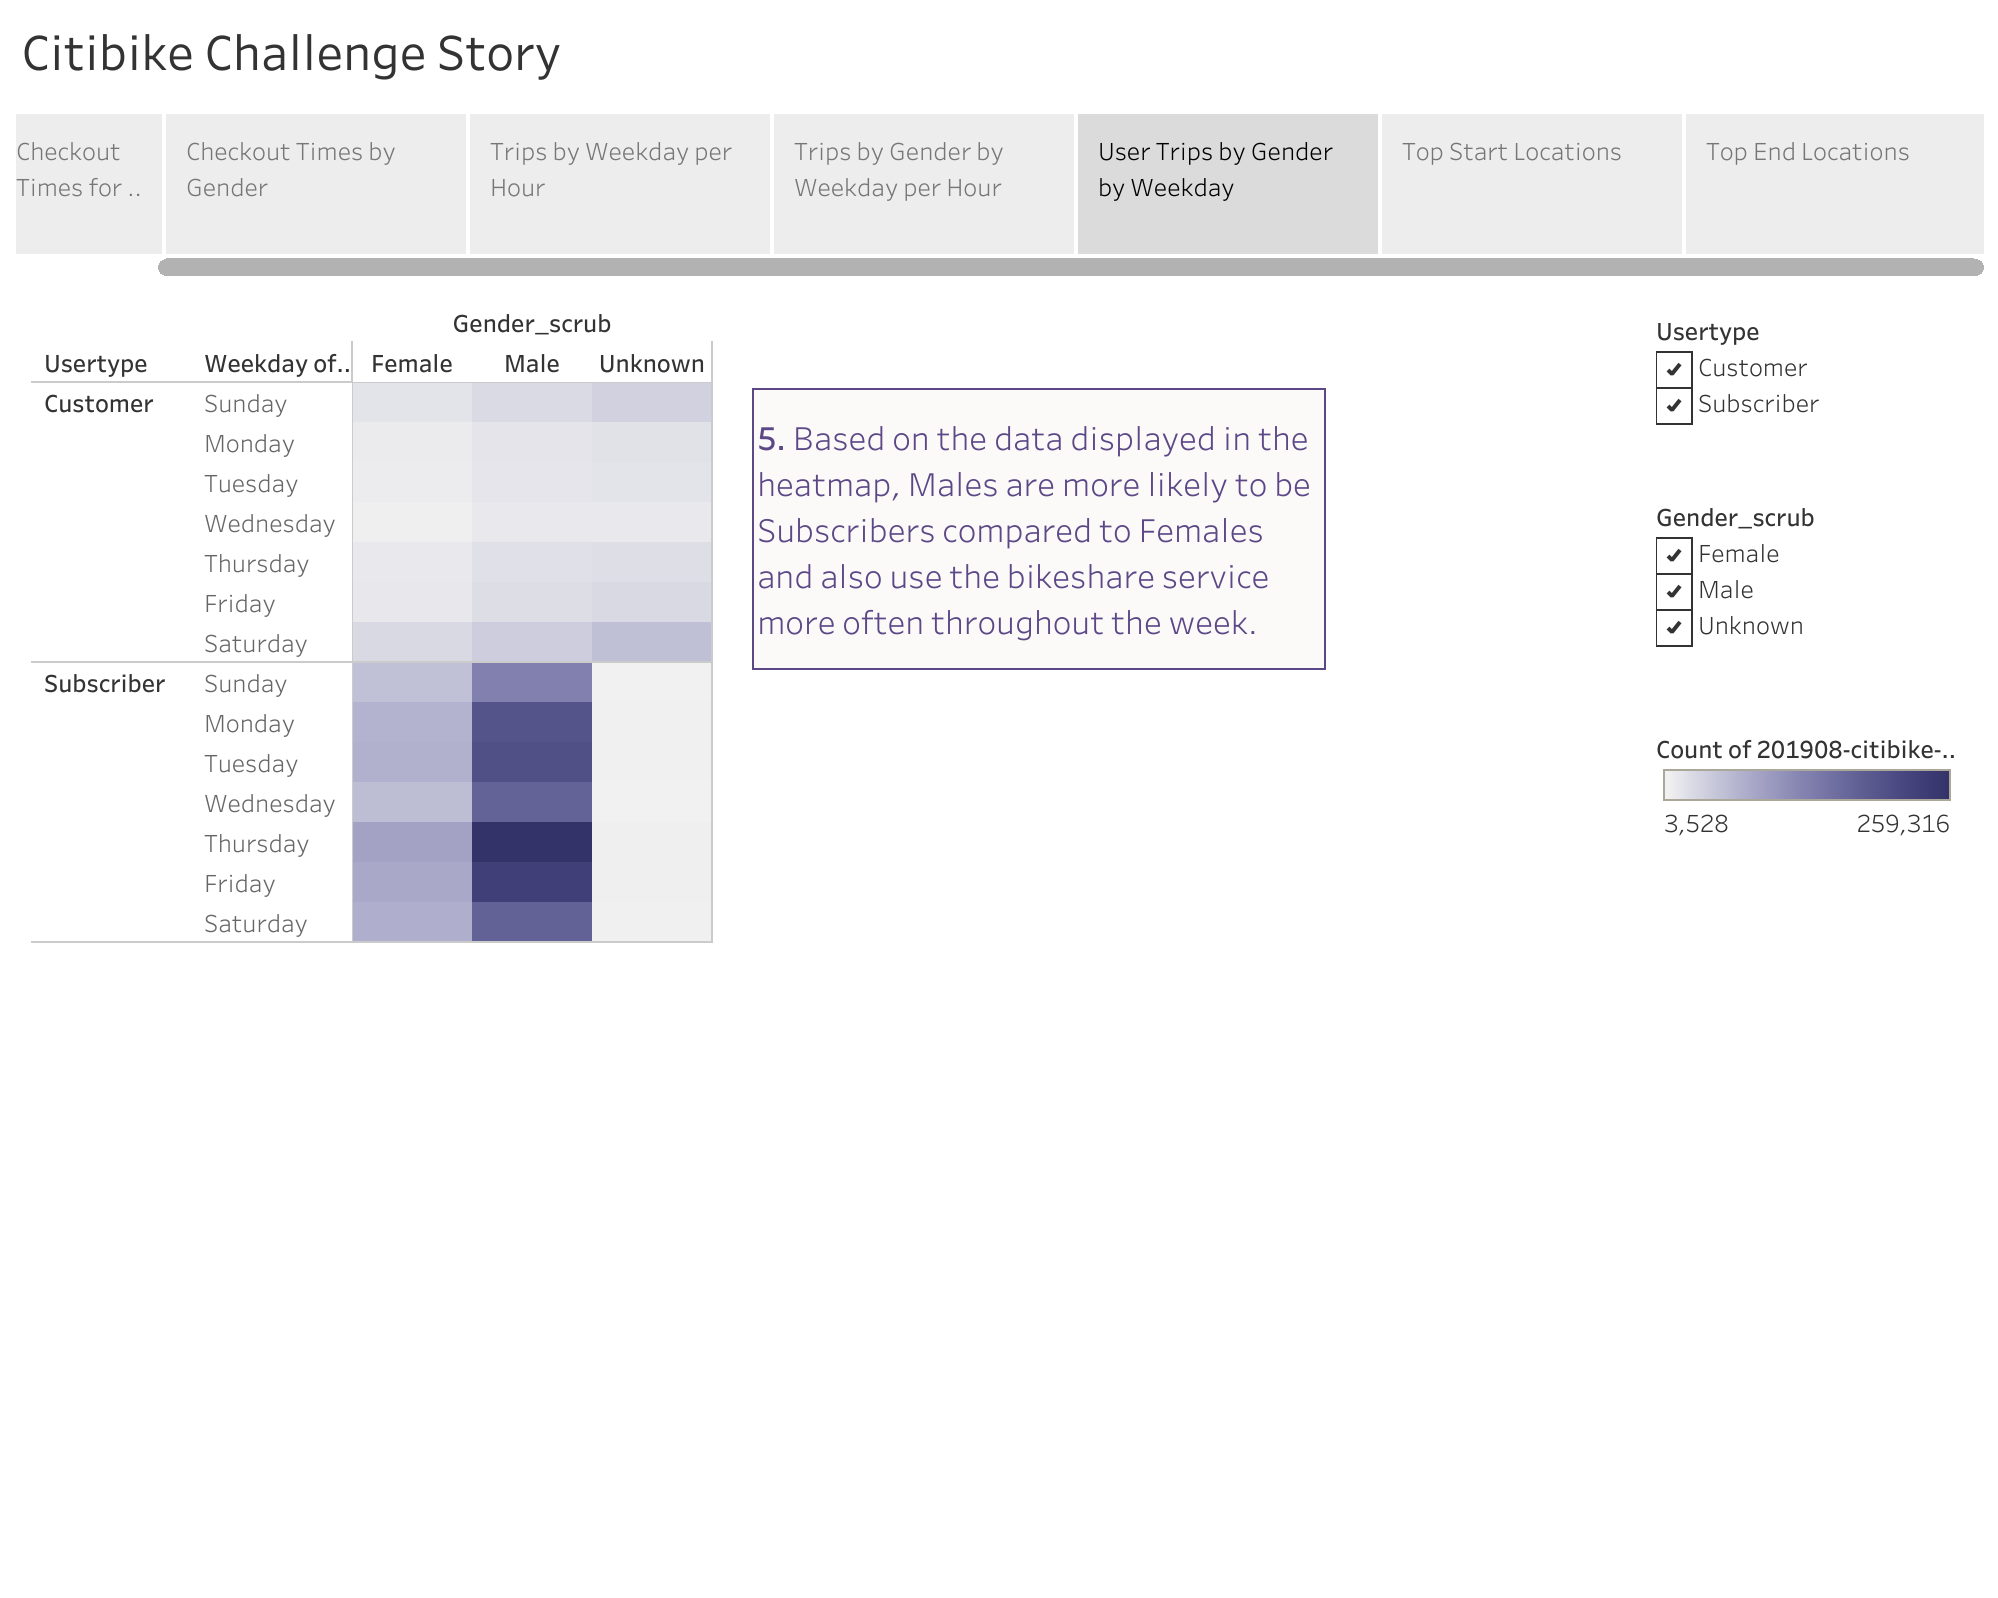 Citibike Challenge Story
Checkout
Times for ..
Checkout Times by
Gender
Trips by Weekday per
Hour
Trips by Gender by
Weekday per Hour
User Trips by Gender
by Weekday
Top Start Locations
Top End Locations
Gender_scrub
Usertype Weekday of.. Female Male Unknown
Customer Sunday
Monday
Tuesday
Wednesday
Thursday
Friday
Saturday
Subscriber Sunday
Monday
Tuesday
Wednesday
Thursday
Friday
Saturday
5. Based on the data displayed in the
heatmap, Males are more likely to be
Subscribers compared to Females
and also use the bikeshare service
more often throughout the week.
Usertype
Customer
Subscriber
Gender_scrub
Female
Male
Unknown
Count of 201908-citibike-..
3,528 259,316